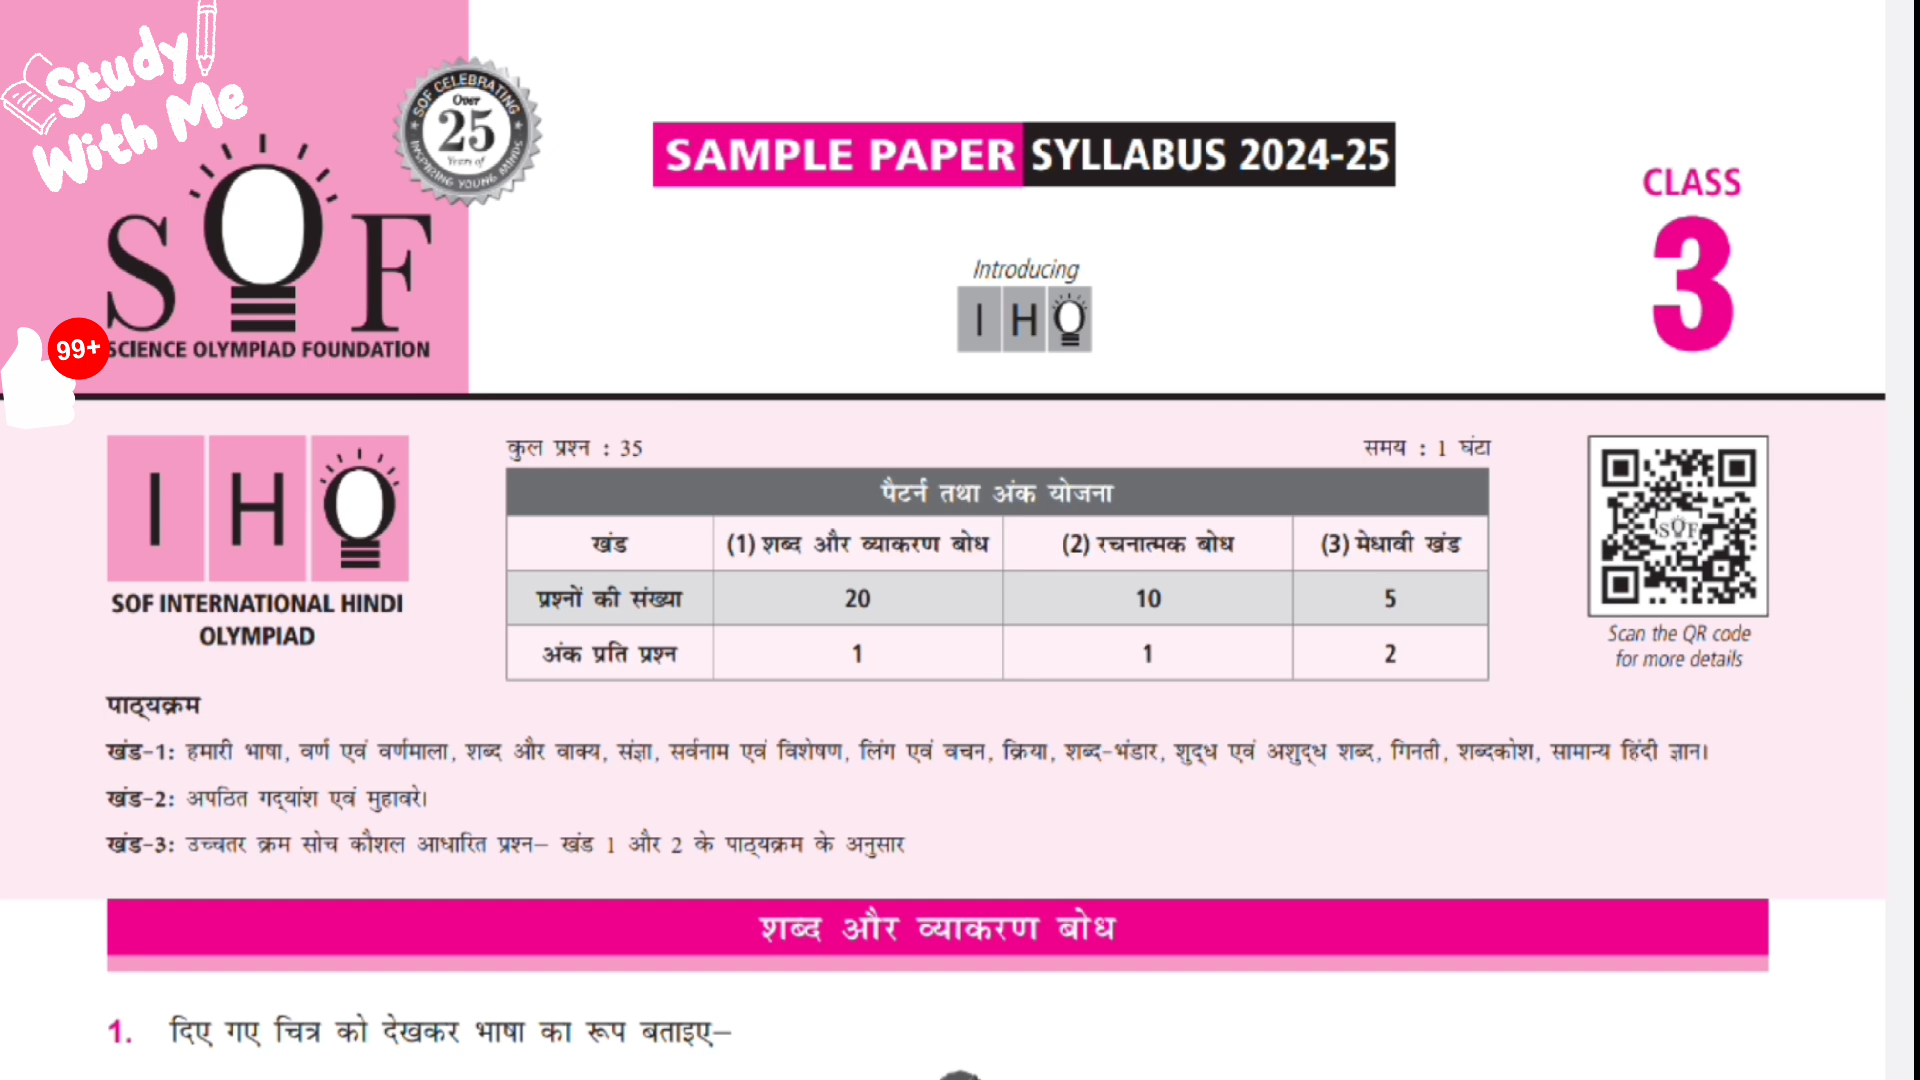 Study
With Me
SOF CELEBRATING
Over
25
Years of
INSPIRING YOUNG MINDS
SOF
SCIENCE OLYMPIAD FOUNDATION
99+
SAMPLE PAPER SYLLABUS 2024-25
Introducing
IHO
CLASS
3
IHO
SOF INTERNATIONAL HINDI
OLYMPIAD
कुल प्रश्न : 35 समय : 1 घंटा
पैटर्न तथा अंक योजना
खंड (1) शब्द और व्याकरण बोध (2) रचनात्मक बोध (3) मेधावी खंड
प्रश्नों की संख्या 20 10 5
अंक प्रति प्रश्न 1 1 2
SOF
Scan the QR code
for more details
पाठ्यक्रम
खंड-1: हमारी भाषा, वर्ण एवं वर्णमाला, शब्द और वाक्य, संज्ञा, सर्वनाम एवं विशेषण, लिंग एवं वचन, क्रिया, शब्द-भंडार, शुद्ध एवं अशुद्ध शब्द, गिनती, शब्दकोश, सामान्य हिंदी ज्ञान।
खंड-2: अपठित गद्यांश एवं मुहावरे।
खंड-3: उच्चतर क्रम सोच कौशल आधारित प्रश्न– खंड 1 और 2 के पाठ्यक्रम के अनुसार
शब्द और व्याकरण बोध
1. दिए गए चित्र को देखकर भाषा का रूप बताइए–